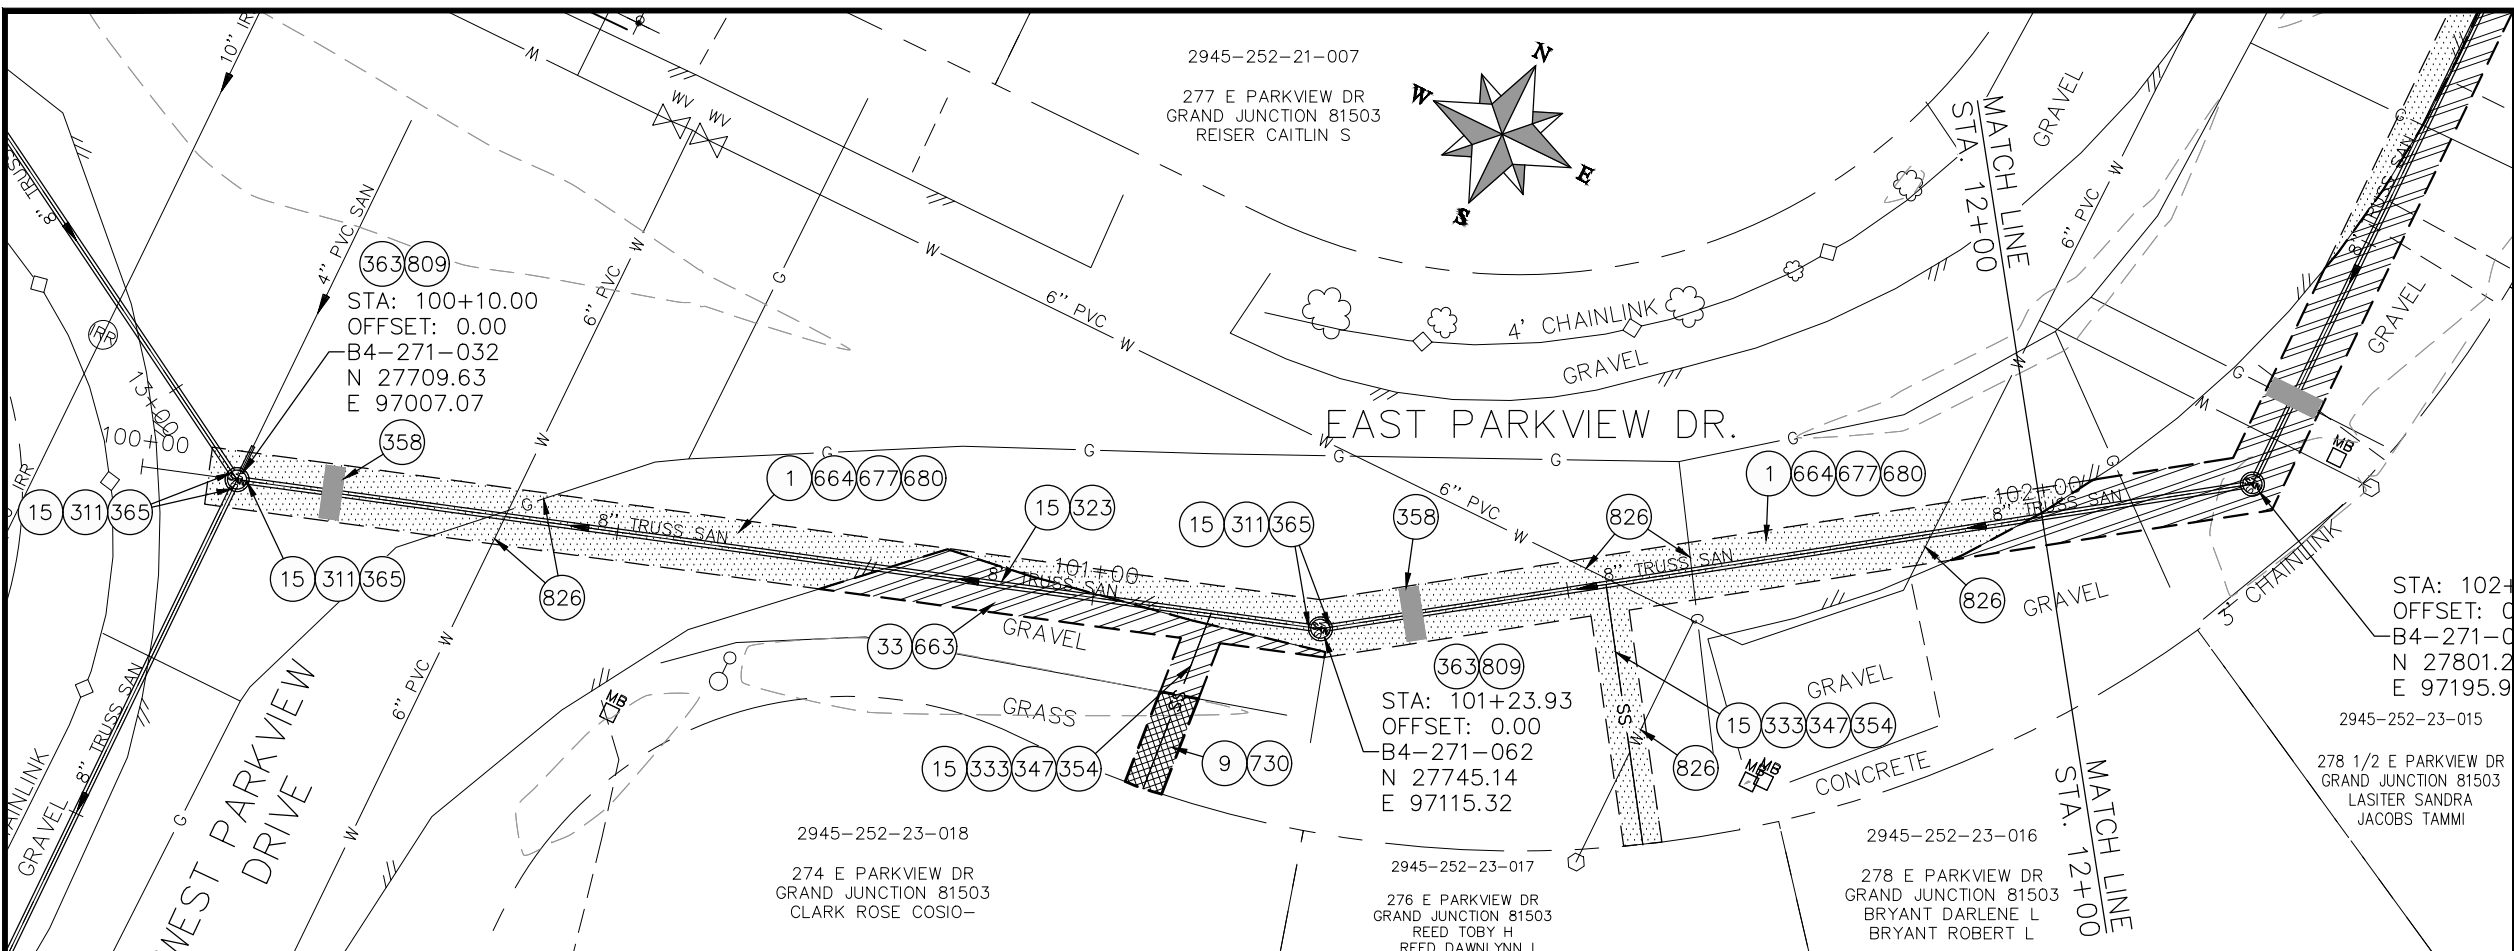 2945-252-21-007
277 E PARKVIEW DR
GRAND JUNCTION 81503
REISER CAITLIN S
N
W
E
S
10" IRR
W
WV
WV
MATCH LINE
STA. 12+00
GRAVEL
6" PVC
W
8" TRUSS SAN
G
8" TRUSS
4" PVC SAN
6" PVC
W
G
W
6" PVC
W
363 809
STA: 100+10.00
OFFSET: 0.00
B4-271-032
N 27709.63
E 97007.07
IRR
13+00
100+00
358
4' CHAINLINK
GRAVEL
GRAVEL
EAST PARKVIEW DR.
W
G
G
G
G
G
W
W
G
G
W
MB
IRR
15 311 365
1 664 677 680
15 323
15 311 365
6" PVC
W
358
826
1 664 677 680
102+00
8" TRUSS SAN
G
8" TRUSS SAN
101+00
8" TRUSS SAN
8" TRUSS SAN
15 311 365
826
826
GRAVEL
3' CHAINLINK
33 663
GRAVEL
GRASS
W
6" PVC
W
8" TRUSS SAN
MB
SS
15 333 347 354
9 730
363 809
STA: 101+23.93
OFFSET: 0.00
B4-271-062
N 27745.14
E 97115.32
SS
W
826
GRAVEL
15 333 347 354
MB
MB
CONCRETE
STA: 102+
OFFSET: 0
B4-271-0
N 27801.2
E 97195.9
2945-252-23-015
278 1/2 E PARKVIEW DR
GRAND JUNCTION 81503
LASITER SANDRA
JACOBS TAMMI
AINLINK
GRAVEL
G
WEST PARKVIEW
DRIVE
2945-252-23-018
274 E PARKVIEW DR
GRAND JUNCTION 81503
CLARK ROSE COSIO-
2945-252-23-017
276 E PARKVIEW DR
GRAND JUNCTION 81503
REED TOBY H
REED DAWNLYNN L
2945-252-23-016
278 E PARKVIEW DR
GRAND JUNCTION 81503
BRYANT DARLENE L
BRYANT ROBERT L
MATCH LINE
STA. 12+00